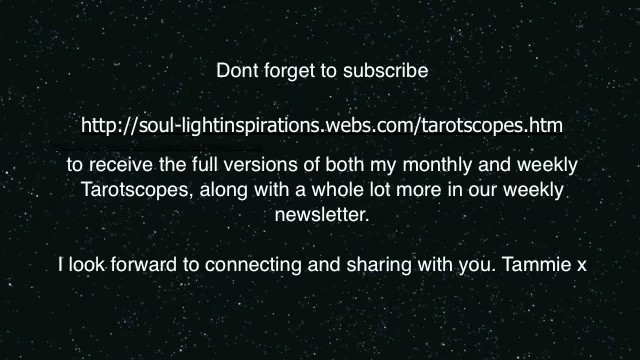 Dont forget to subscribe
http://soul-lightinspirations.webs.com/tarotscopes.htm
to receive the full versions of both my monthly and weekly
Tarotscopes, along with a whole lot more in our weekly
newsletter.
I look forward to connecting and sharing with you. Tammie x